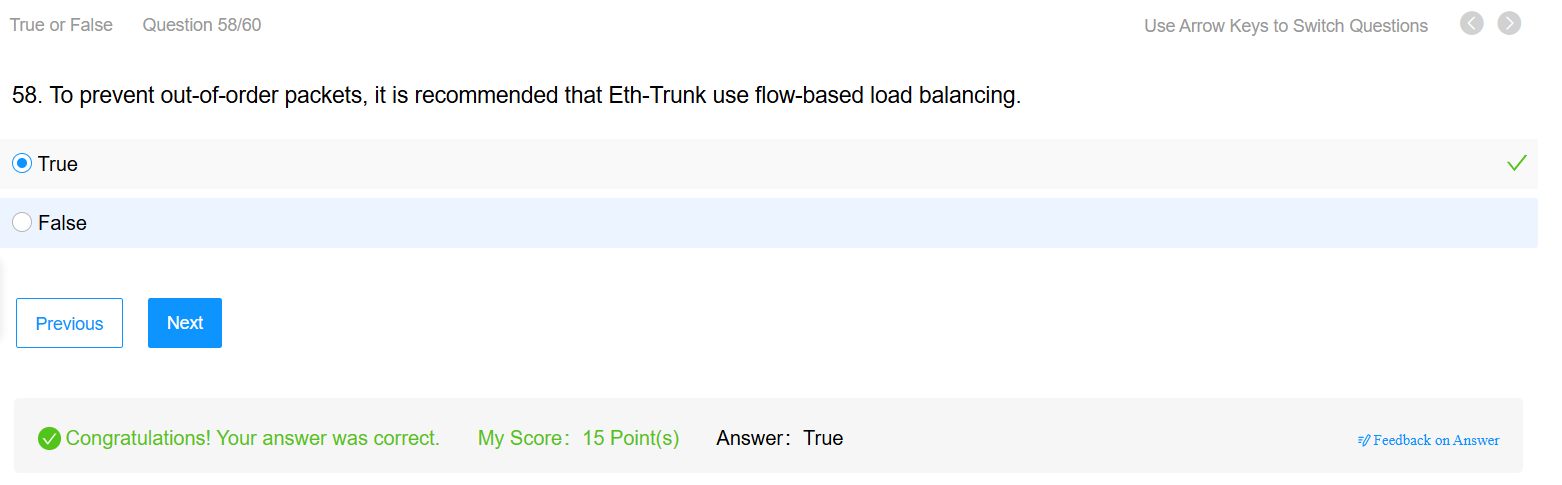 True or False Question 58/60 Use Arrow Keys to Switch Questions
58. To prevent out-of-order packets, it is recommended that Eth-Trunk use flow-based load balancing.
True
False
Previous Next
Congratulations! Your answer was correct. My Score： 15 Point(s) Answer： True Feedback on Answer